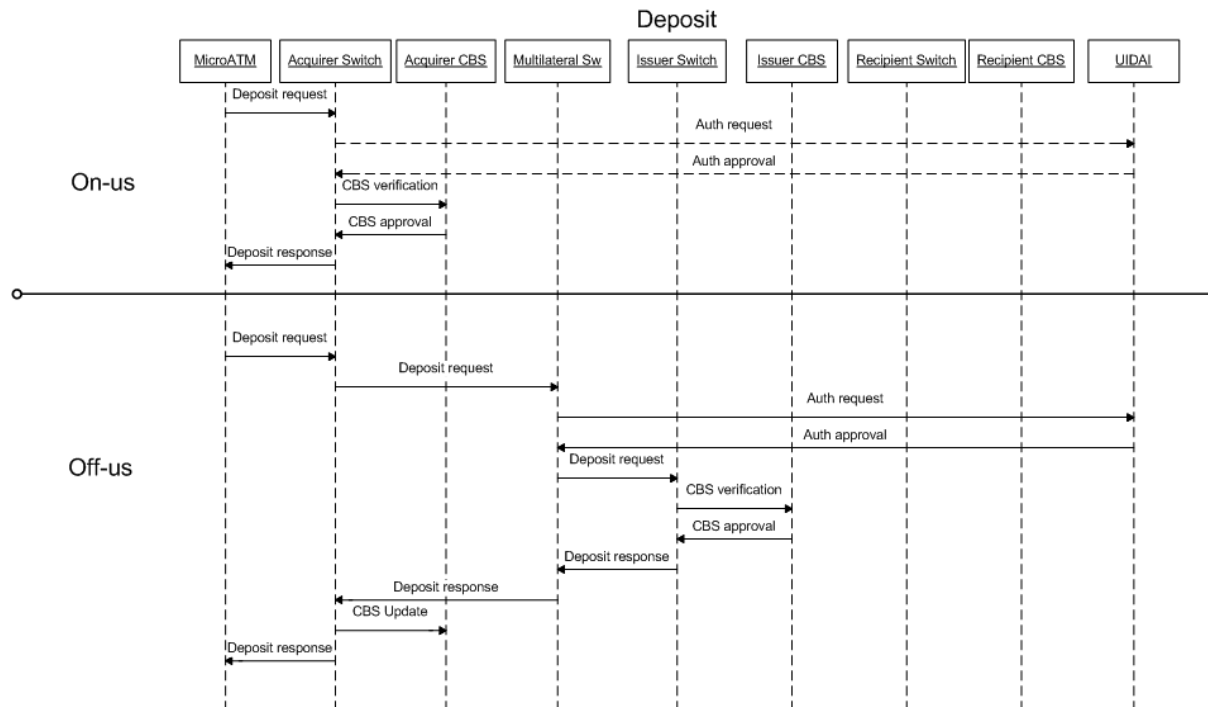 Deposit
MicroATM
Acquirer Switch
Acquirer CBS
Multilateral Sw
Issuer Switch
Issuer CBS
Recipient Switch
Recipient CBS
UIDAI
Deposit request
Auth request
Auth approval
On-us
CBS verification
CBS approval
Deposit response
Deposit request
Deposit request
Auth request
Auth approval
Off-us
Deposit request
CBS verification
CBS approval
Deposit response
Deposit response
CBS Update
Deposit response